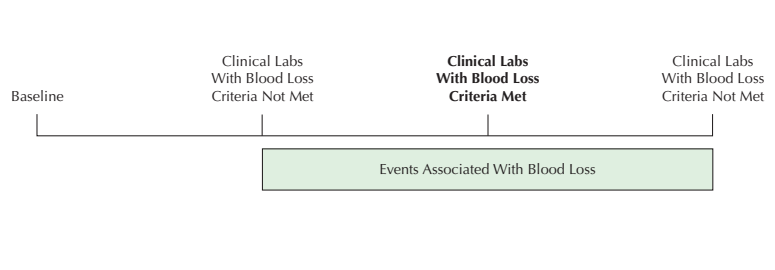 Baseline
Clinical Labs
With Blood Loss
Criteria Not Met
Clinical Labs
With Blood Loss
Criteria Met
Clinical Labs
With Blood Loss
Criteria Not Met
Events Associated With Blood Loss